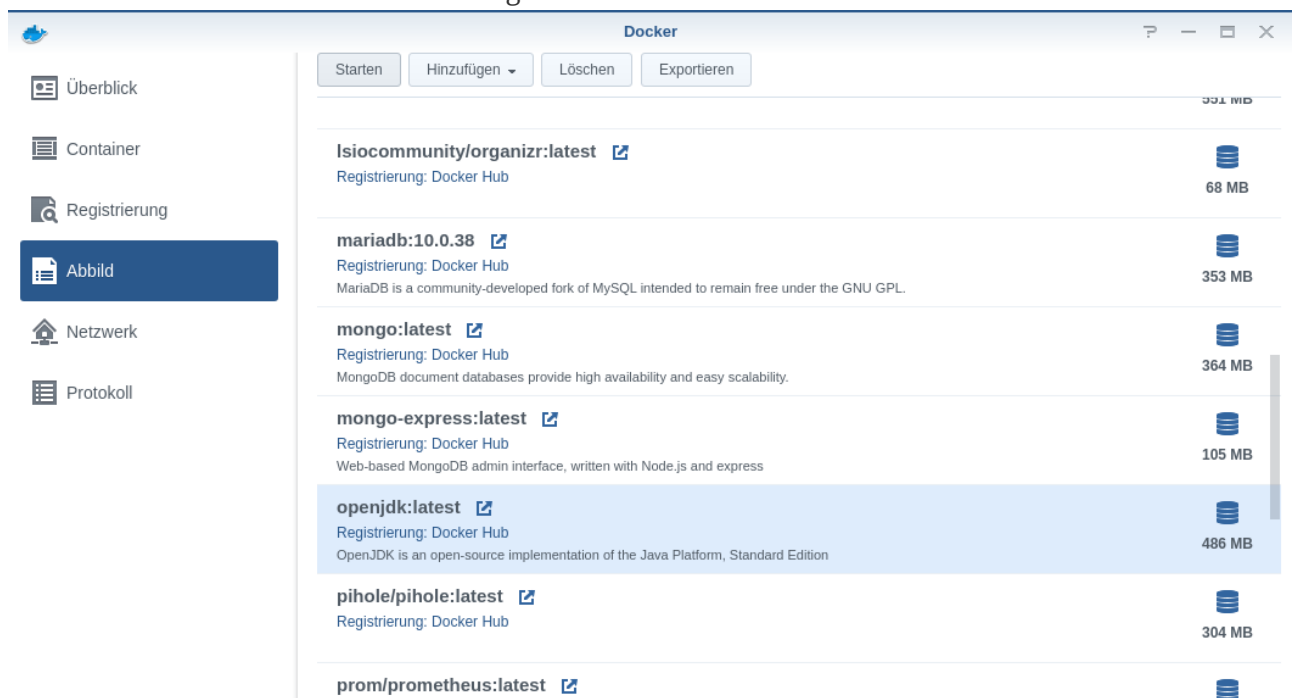 Docker
Starten Hinzufügen Löschen Exportieren
Überblick
Container
Registrierung
Abbild
Netzwerk
Protokoll
551 MB
lsiocommunity/organizr:latest
Registrierung: Docker Hub
68 MB
mariadb:10.0.38
Registrierung: Docker Hub
MariaDB is a community-developed fork of MySQL intended to remain free under the GNU GPL.
353 MB
mongo:latest
Registrierung: Docker Hub
MongoDB document databases provide high availability and easy scalability.
364 MB
mongo-express:latest
Registrierung: Docker Hub
Web-based MongoDB admin interface, written with Node.js and express
105 MB
openjdk:latest
Registrierung: Docker Hub
OpenJDK is an open-source implementation of the Java Platform, Standard Edition
486 MB
pihole/pihole:latest
Registrierung: Docker Hub
304 MB
prom/prometheus:latest